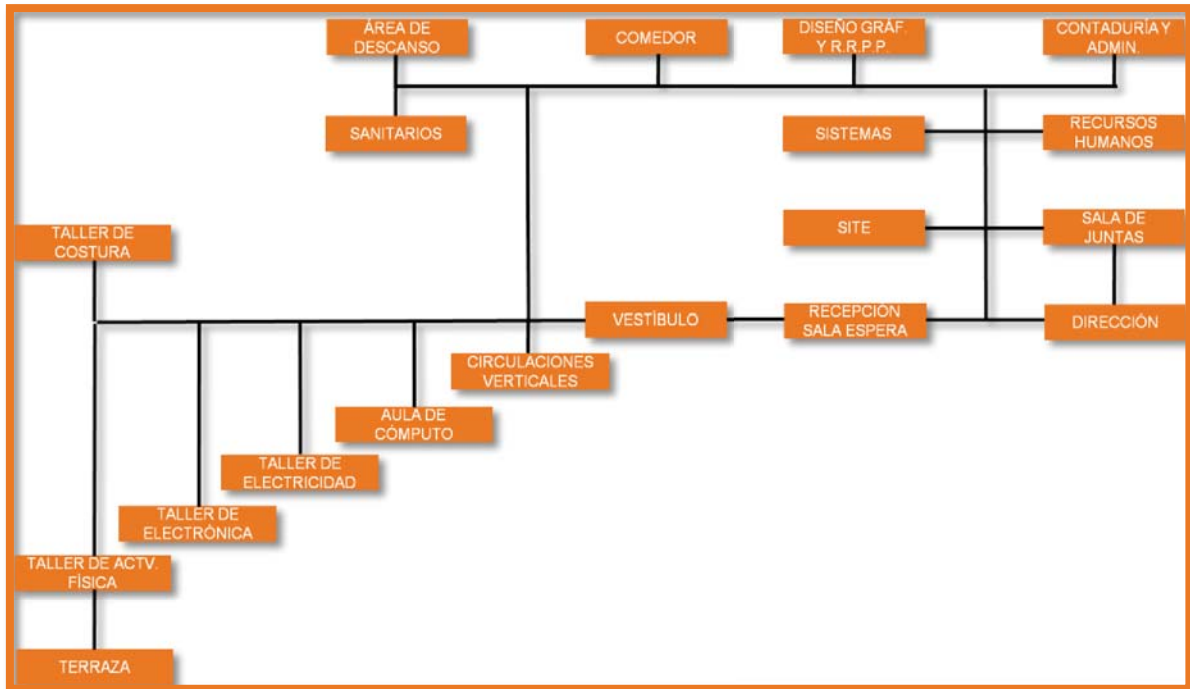 ÁREA DE
DESCANSO
COMEDOR
DISEÑO GRÁF.
Y R.R.P.P.
CONTADURÍA Y
ADMIN.
SANITARIOS
SISTEMAS
RECURSOS
HUMANOS
TALLER DE
COSTURA
SITE
SALA DE
JUNTAS
VESTÍBULO
RECEPCIÓN
SALA ESPERA
DIRECCIÓN
CIRCULACIONES
VERTICALES
AULA DE
CÓMPUTO
TALLER DE
ELECTRICIDAD
TALLER DE
ELECTRÓNICA
TALLER DE ACTV.
FÍSICA
TERRAZA